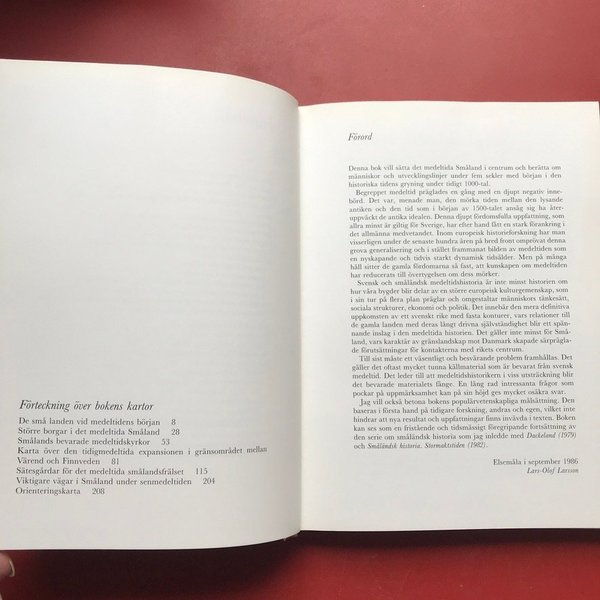 Förteckning över bokens kartor
De små landen vid medeltidens början 8
Större borgar i det medeltida Småland 28
Smålands bevarade medeltidskyrkor 53
Karta över den tidigmedeltida expansionen i gränsområdet mellan
Värend och Finnveden 81
Sätesgårdar för det medeltida smålandsfrälset 115
Viktigare vägar i Småland under senmedeltiden 204
Orienteringskarta 208
Förord
Denna bok vill sätta det medeltida Småland i centrum och berätta om
människor och utvecklingslinjer under fem sekler med början i den
historiska tidens gryning under tidigt 1000-tal.
Begreppet medeltid präglades en gång med en djupt negativ inne-
börd. Det var, menade man, den mörka tiden mellan den lysande
antiken och den tid som i början av 1500-talet ansåg sig ha åter-
uppväckt de antika idealen. Denna djupt fördomsfulla uppfattning, som
allra minst är giltig för Sverige, har efter hand fått en stark förankring i
det allmänna medvetandet. Inom europeisk historieforskning har man
visserligen under de senaste hundra åren på bred front omprövat denna
grova generalisering och i stället frammanat bilden av medeltiden som
en nyskapande och tidvis starkt dynamisk tidsålder. Men på många
håll sitter de gamla fördomarna så fast, att kunskapen om medeltiden
har reducerats till övertygelsen om dess mörker.
Svensk och småländsk medeltidshistoria är inte minst historien om
hur våra bygder blir delar av en större europeisk kulturgemenskap, som
i sin tur på flera plan präglar och omgestaltar människors tänkesätt,
sociala strukturer, ekonomi och politik. Det innebär den mera definitiva
uppkomsten av ett svenskt rike med fasta konturer, vars relationer till
de gamla landen med deras långt drivna självständighet blir ett spän-
nande inslag i den medeltida historien. Det gäller inte minst för Små-
land, vars karaktär av gränslandskap mot Danmark skapade särpräglade
förutsättningar för kontakterna med rikets centrum.
Till sist måste ett väsentligt och besvärande problem framhållas. Det
gäller det ofta mycket tunna källmaterial som är bevarat från svensk
medeltid. Det leder till att medeltidshistorikern i viss utsträckning blir
det bevarade materialets fånge. En lång rad intressanta frågor som
pockar på uppmärksamhet kan på sin höjd ges mycket osäkra svar.
Jag vill också betona bokens populärvetenskapliga målsättning. Den
baseras i första hand på tidigare forskning, andras och egen, vilket inte
hindrar att nya resultat och uppfattningar finns invävda i texten. Boken
kan ses som en fristående och tidsmässigt föregripande fortsättning av
den serie om småländsk historia som jag inledde med Dackeland (1979)
och Småländsk historia. Stormaktstiden (1982).
Elsemåla i september 1986
Lars-Olof Larsson